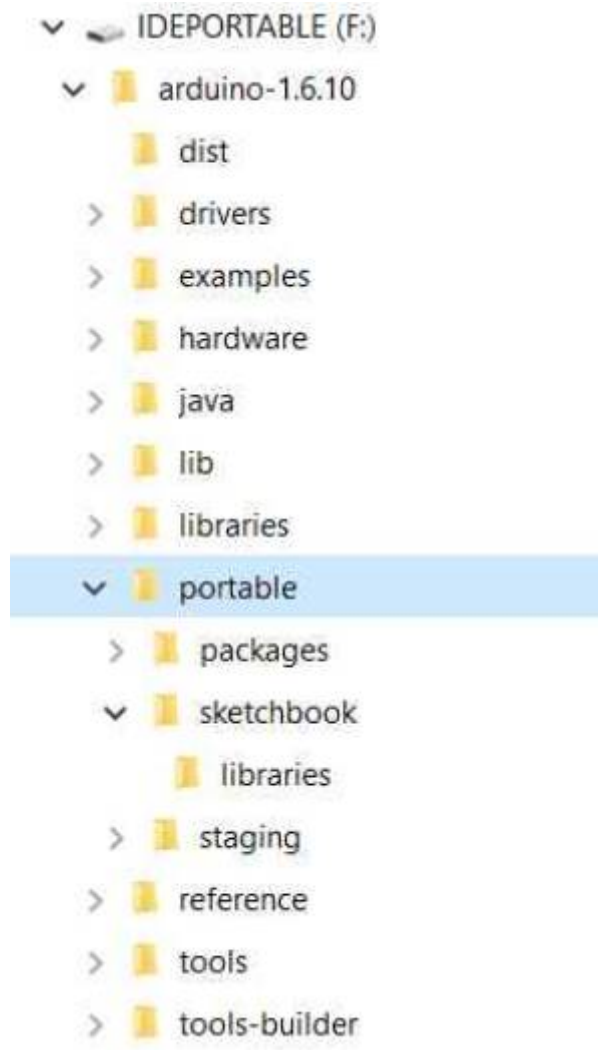 IDEPORTABLE (F:)
arduino-1.6.10
dist
drivers
examples
hardware
java
lib
libraries
portable
packages
sketchbook
libraries
staging
reference
tools
tools-builder